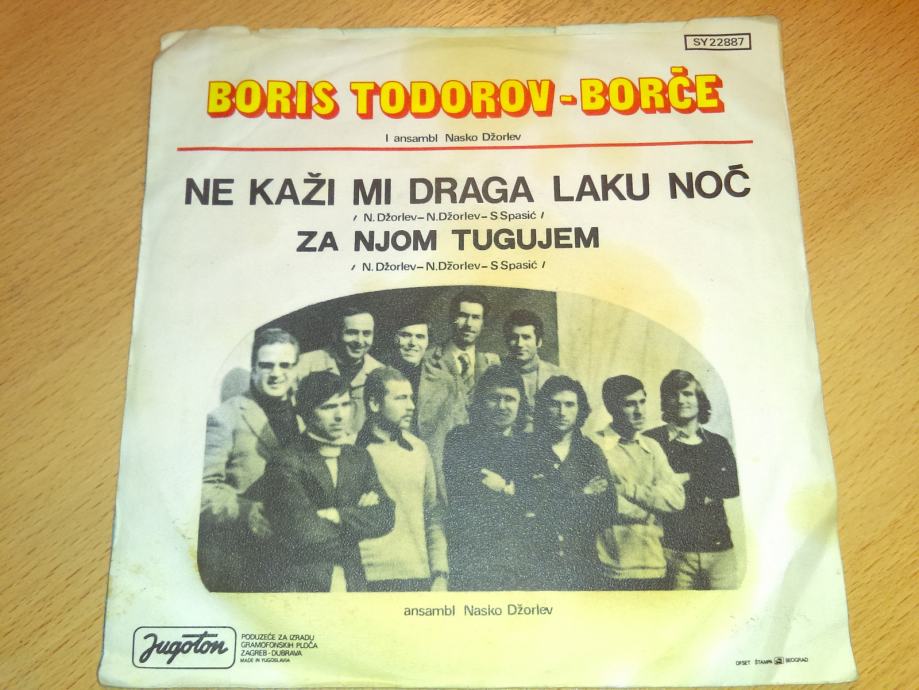 SY 22887
BORIS TODOROV-BORČE
I ansambl Nasko Džorlev
NE KAŽI MI DRAGA LAKU NOĆ
/ N. Džorlev – N. Džorlev – S. Spasić /
ZA NJOM TUGUJEM
/ N. Džorlev – N. Džorlev – S. Spasić /
ansambl Nasko Džorlev
Jugoton
PODUZEĆE ZA IZRADU
GRAMOFONSKIH PLOČA
ZAGREB - DUBRAVA
MADE IN YUGOSLAVIA
OFSET ŠTAMPA BEOGRAD